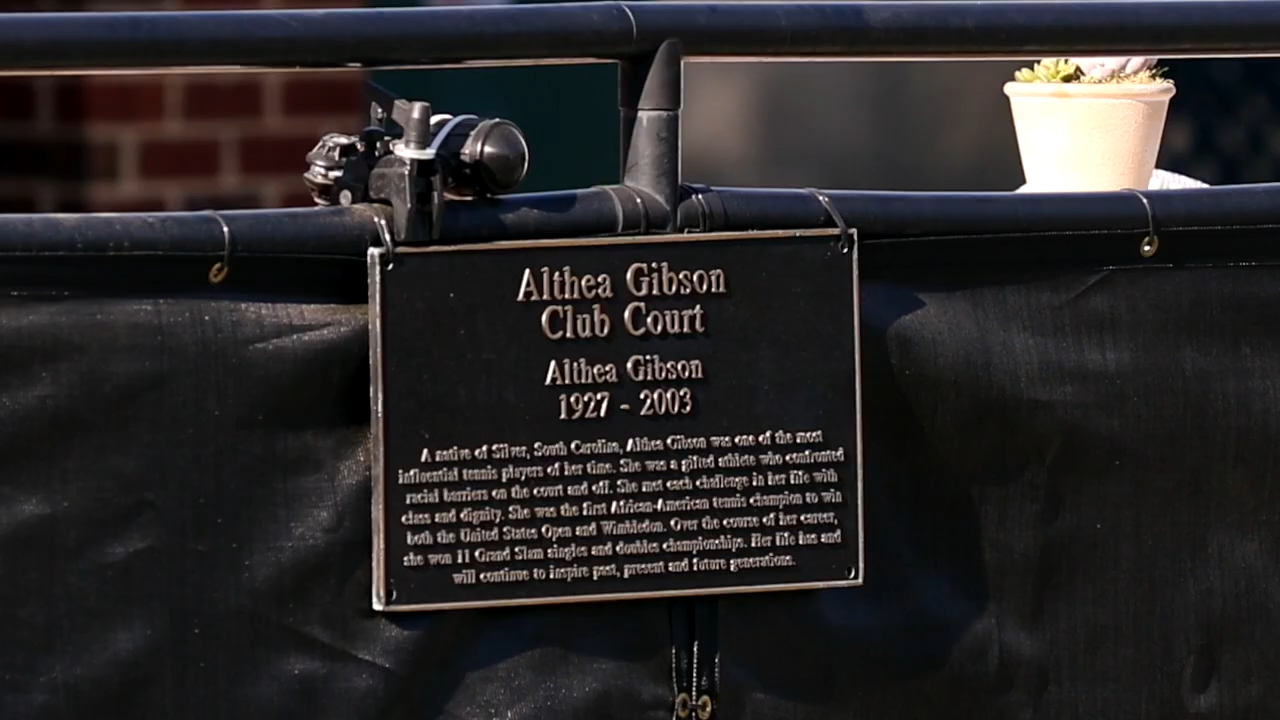 Althea Gibson
Club Court
Althea Gibson
1927 - 2003
A native of Silver, South Carolina, Althea Gibson was one of the most
influential tennis players of her time. She was a gifted athlete who confronted
racial barriers on the court and off. She met each challenge in her life with
class and dignity. She was the first African-American tennis champion to win
both the United States Open and Wimbledon. Over the course of her career,
she won 11 Grand Slam singles and doubles championships. Her life has and
will continue to inspire past, present and future generations.